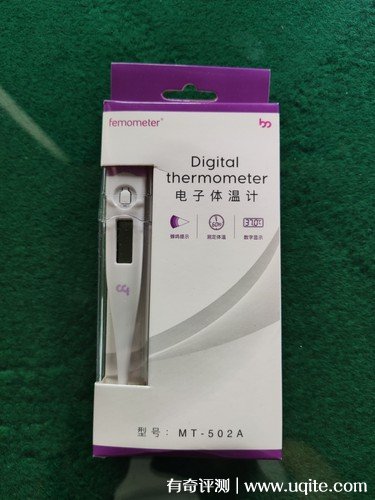 femometer®
Digital
thermometer
电子体温计
蜂鸣提示
测定体温
数字显示
型号：MT-502A
有奇评测 | www.uqite.com